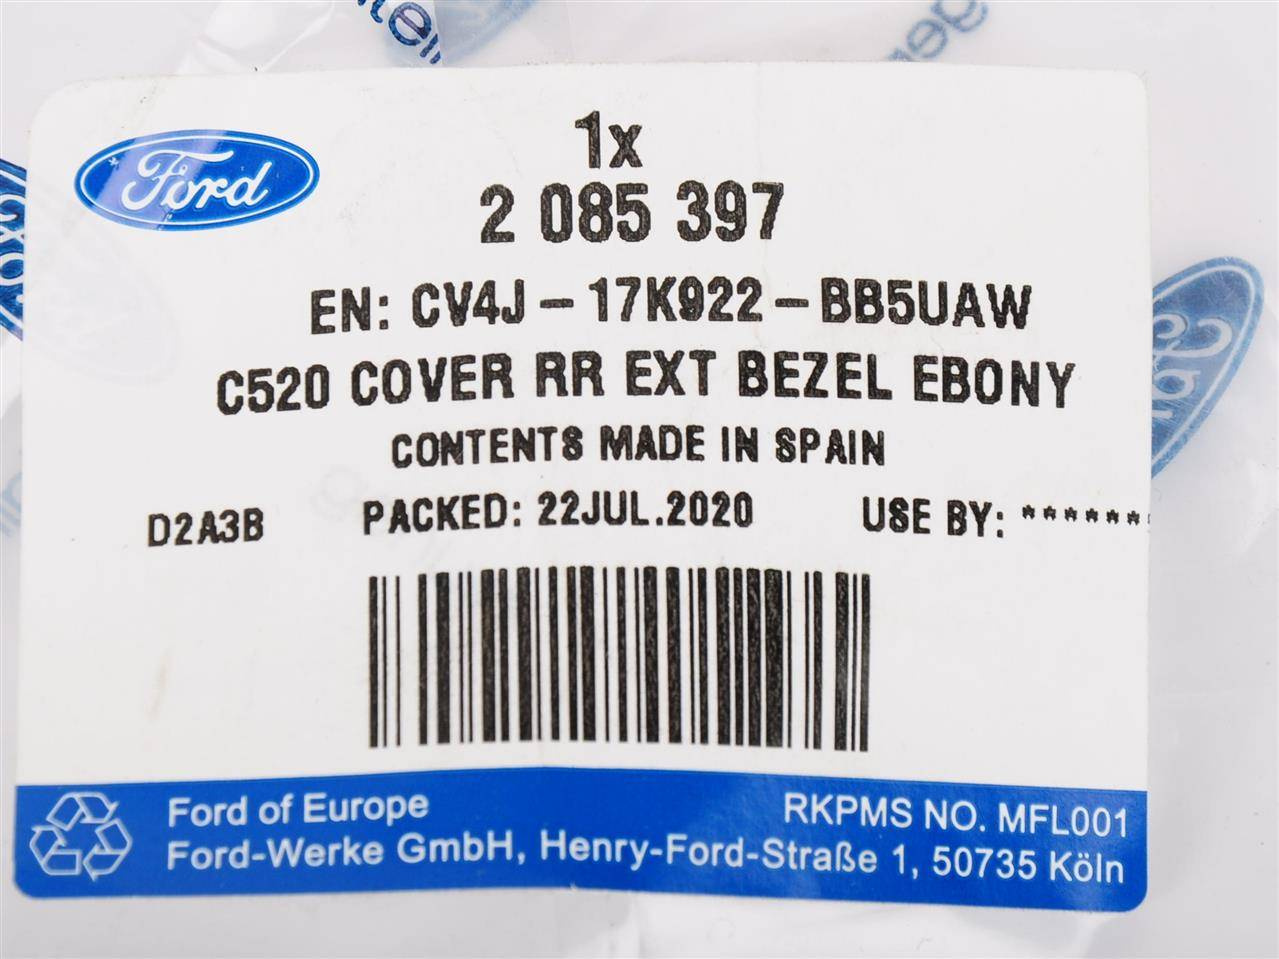 Ford
1x
2 085 397
EN: CV4J-17K922-BB5UAW
C520 COVER RR EXT BEZEL EBONY
CONTENTS MADE IN SPAIN
D2A3B PACKED: 22JUL.2020 USE BY: *******
Ford of Europe RKPMS NO. MFL001
Ford-Werke GmbH, Henry-Ford-Straße 1, 50735 Köln